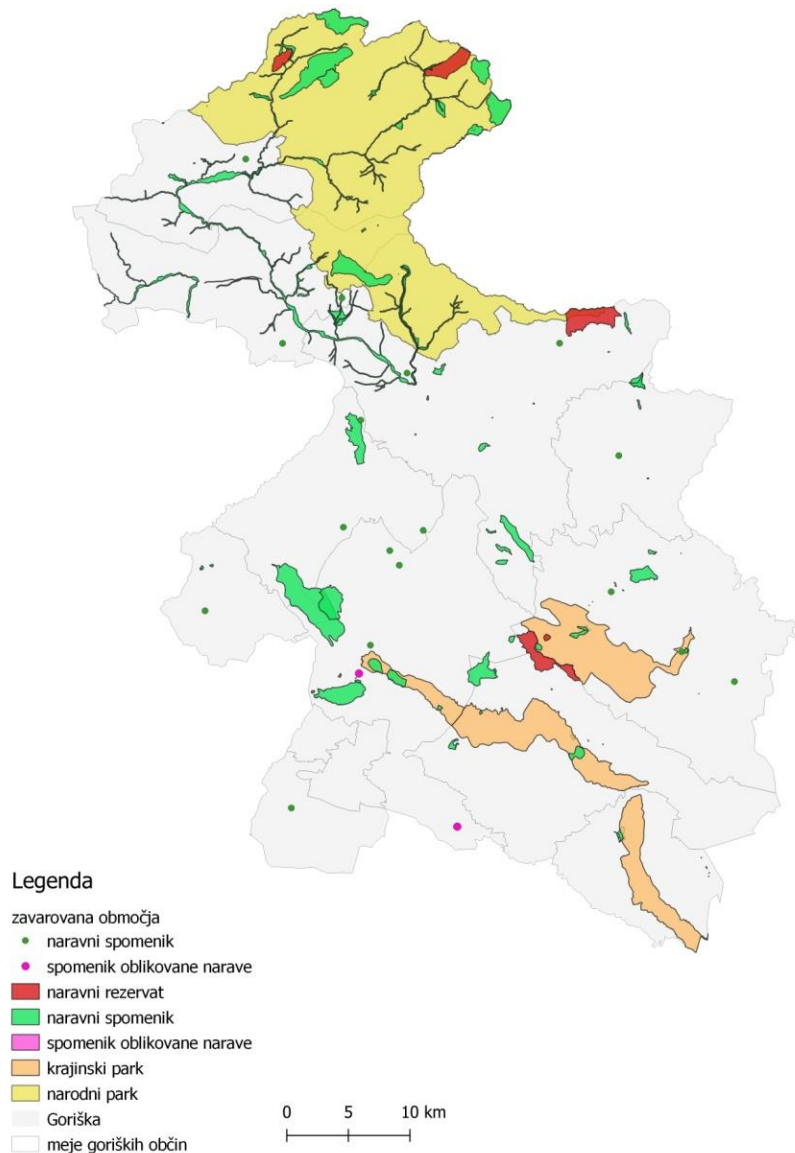 Legenda
zavarovana območja
naravni spomenik
spomenik oblikovane narave
naravni rezervat
naravni spomenik
spomenik oblikovane narave
krajinski park
narodni park
Goriška
meje goriških občin
0 5 10 km